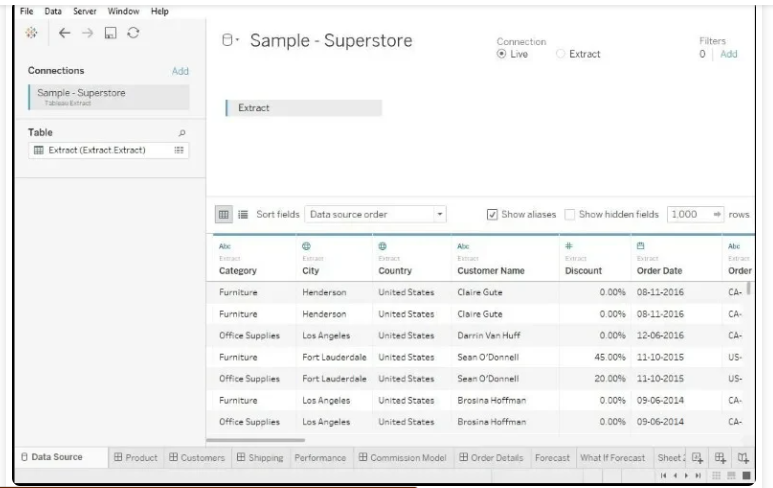 File Data Server Window Help
Sample - Superstore
Connection
Live Extract
Filters
0 Add
Connections Add
Sample - Superstore
Tableau Extract
Extract
Table
Extract (Extract.Extract)
Sort fields Data source order Show aliases Show hidden fields 1,000 rows
Abc Abc # Abc
Extract Extract Extract Extract Extract Extract Extract
Category City Country Customer Name Discount Order Date Order
Furniture Henderson United States Claire Gute 0.00% 08-11-2016 CA-
Furniture Henderson United States Claire Gute 0.00% 08-11-2016 CA-
Office Supplies Los Angeles United States Darrin Van Huff 0.00% 12-06-2016 CA-
Furniture Fort Lauderdale United States Sean O'Donnell 45.00% 11-10-2015 US-
Office Supplies Fort Lauderdale United States Sean O'Donnell 20.00% 11-10-2015 US-
Furniture Los Angeles United States Brosina Hoffman 0.00% 09-06-2014 CA-
Office Supplies Los Angeles United States Brosina Hoffman 0.00% 09-06-2014 CA-
Data Source Product Customers Shipping Performance Commission Model Order Details Forecast What If Forecast Sheet